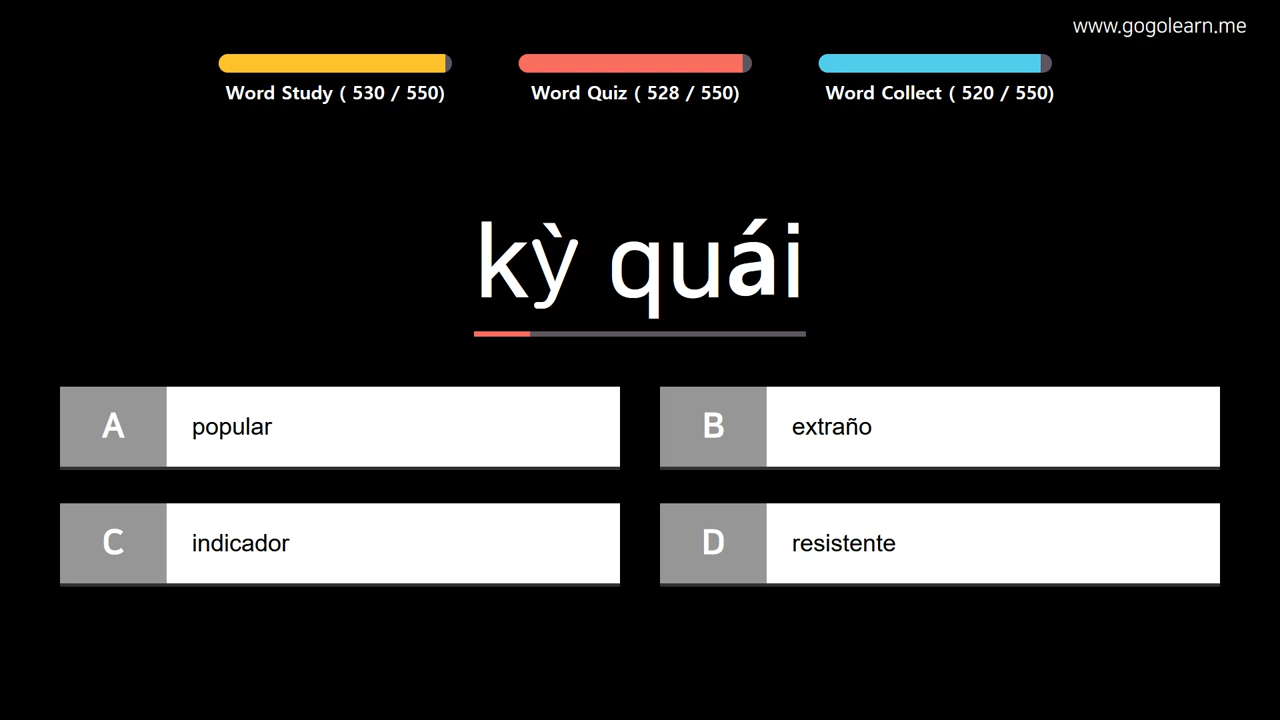 www.gogolearn.me
Word Study ( 530 / 550)
Word Quiz ( 528 / 550)
Word Collect ( 520 / 550)
kỳ quái
A popular
B extraño
C indicador
D resistente